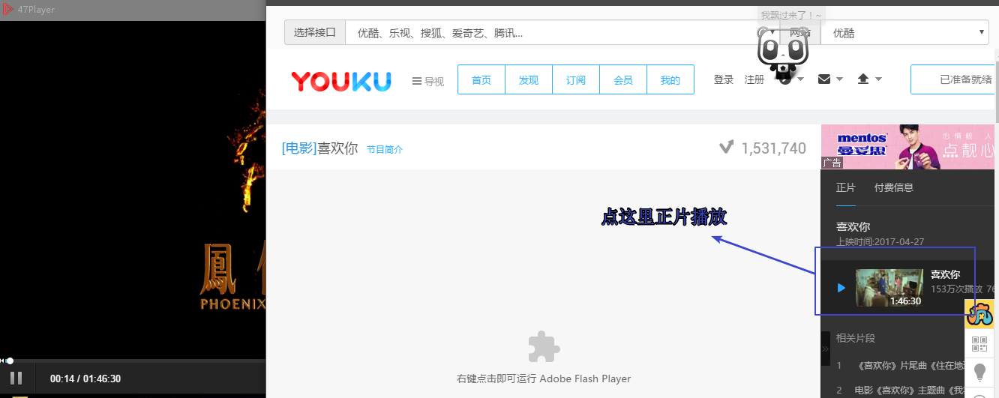 47Player
我飘过来了！~
选择接口
优酷、乐视、搜狐、爱奇艺、腾讯...
网站
优酷
YOUKU
导视
首页
发现
订阅
会员
我的
登录
注册
已准备就绪
[电影]喜欢你
节目简介
1,531,740
mentos
曼妥思
心情靓 人
点靓心
广告
正片
付费信息
点这里正片播放
喜欢你
上映时间:2017-04-27
喜欢你
153万次播放 76
1:46:30
鳳
PHOENIX
疯
相关片段
1 《喜欢你》片尾曲《住在地球
右键点击即可运行 Adobe Flash Player
00:14 / 01:46:30
2 电影《喜欢你》主题曲《我